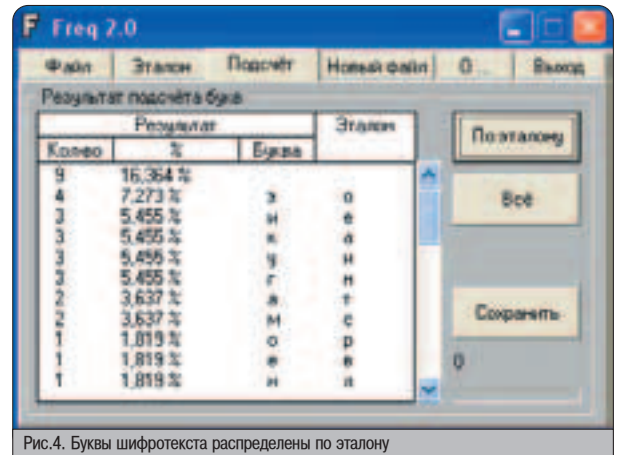 Freq 2.0
Файл Эталон Подсчёт Новый файл О ... Выход
Результат подсчёта букв
Результат Эталон
Кол-во % Буква
9 16,364 %
4 7,273 % э о
3 5,455 % е
3 5,455 % к а
3 5,455 % у и
3 5,455 % г н
2 3,637 % а т
2 3,637 % м с
1 1,819 % о р
1 1,819 % в
1 1,819 % л
По эталону
Всё
Сохранить
0
Рис.4. Буквы шифротекста распределены по эталону